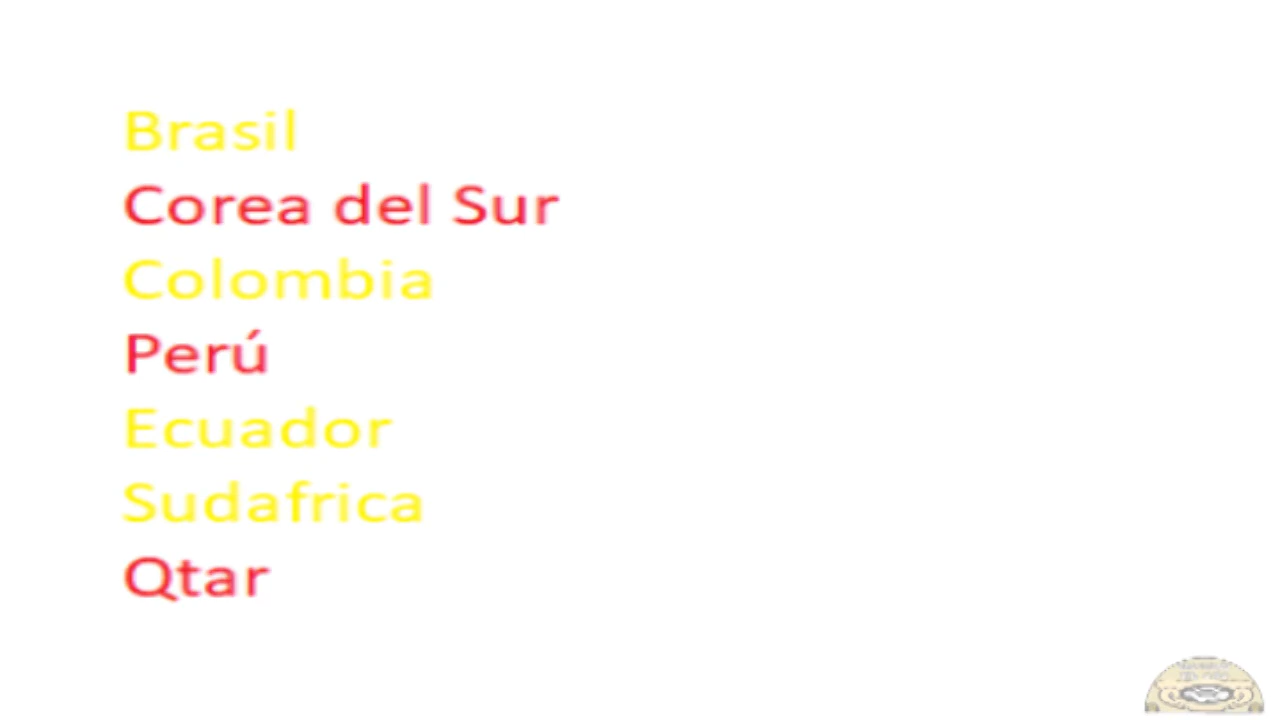 Brasil
Corea del Sur
Colombia
Perú
Ecuador
Sudafrica
Qtar